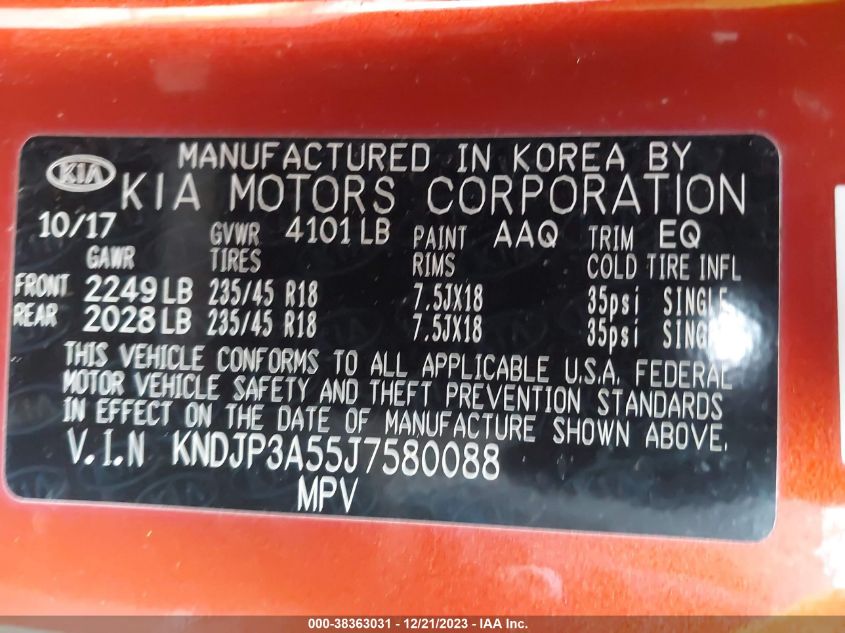 KIA
MANUFACTURED IN KOREA BY
KIA MOTORS CORPORATION
10/17 GVWR 4101 LB PAINT AAQ TRIM EQ
GAWR TIRES RIMS COLD TIRE INFL
FRONT 2249 LB 235/45 R18 7.5JX18 35psi SINGLE
REAR 2028 LB 235/45 R18 7.5JX18 35psi SINGLE
THIS VEHICLE CONFORMS TO ALL APPLICABLE U.S.A. FEDERAL
MOTOR VEHICLE SAFETY AND THEFT PREVENTION STANDARDS
IN EFFECT ON THE DATE OF MANUFACTURE SHOWN ABOVE.
V.I.N KNDJP3A55J7580088
MPV
000-38363031 - 12/21/2023 - IAA Inc.